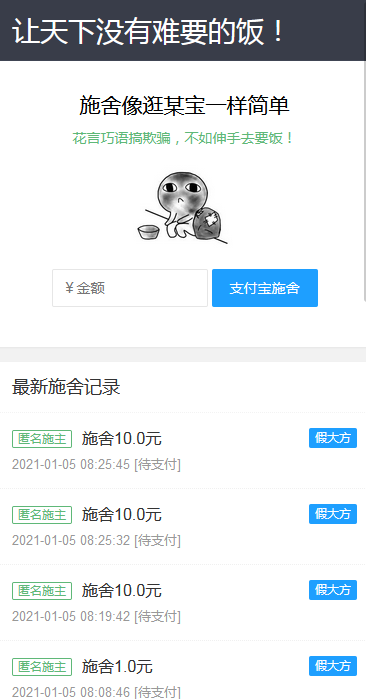 让天下没有难要的饭！
施舍像逛某宝一样简单
花言巧语搞欺骗，不如伸手去要饭！
￥金额 支付宝施舍
最新施舍记录
匿名施主 施舍10.0元 假大方
2021-01-05 08:25:45 [待支付]
匿名施主 施舍10.0元 假大方
2021-01-05 08:25:32 [待支付]
匿名施主 施舍10.0元 假大方
2021-01-05 08:19:42 [待支付]
匿名施主 施舍1.0元 假大方
2021-01-05 08:08:46 [待支付]